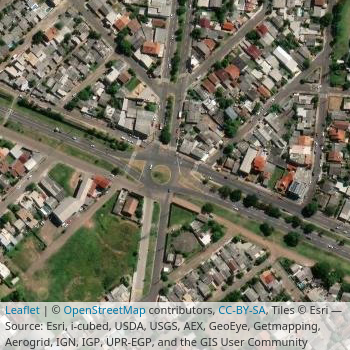 Leaflet | © OpenStreetMap contributors, CC-BY-SA, Tiles © Esri —
Source: Esri, i-cubed, USDA, USGS, AEX, GeoEye, Getmapping,
Aerogrid, IGN, IGP, UPR-EGP, and the GIS User Community